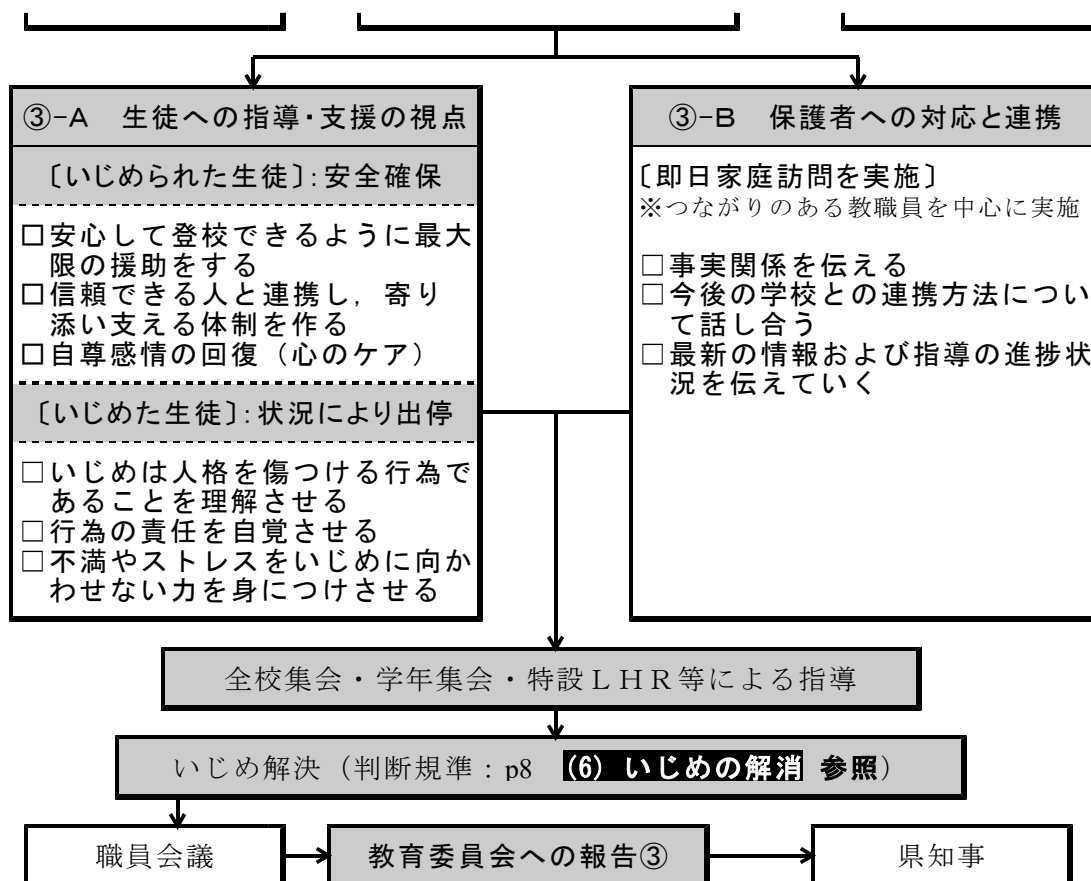 ③-A 生徒への指導・支援の視点
〔いじめられた生徒〕:安全確保
□安心して登校できるように最大
限の援助をする
□信頼できる人と連携し，寄り
添い支える体制を作る
□自尊感情の回復（心のケア）
〔いじめた生徒〕:状況により出停
□いじめは人格を傷つける行為で
あることを理解させる
□行為の責任を自覚させる
□不満やストレスをいじめに向か
わせない力を身につけさせる
③-B 保護者への対応と連携
〔即日家庭訪問を実施〕
※つながりのある教職員を中心に実施
□事実関係を伝える
□今後の学校との連携方法につい
て話し合う
□最新の情報および指導の進捗状
況を伝えていく
全校集会・学年集会・特設ＬＨＲ等による指導
いじめ解決（判断規準：p8 (6) いじめの解消 参照）
職員会議
教育委員会への報告③
県知事